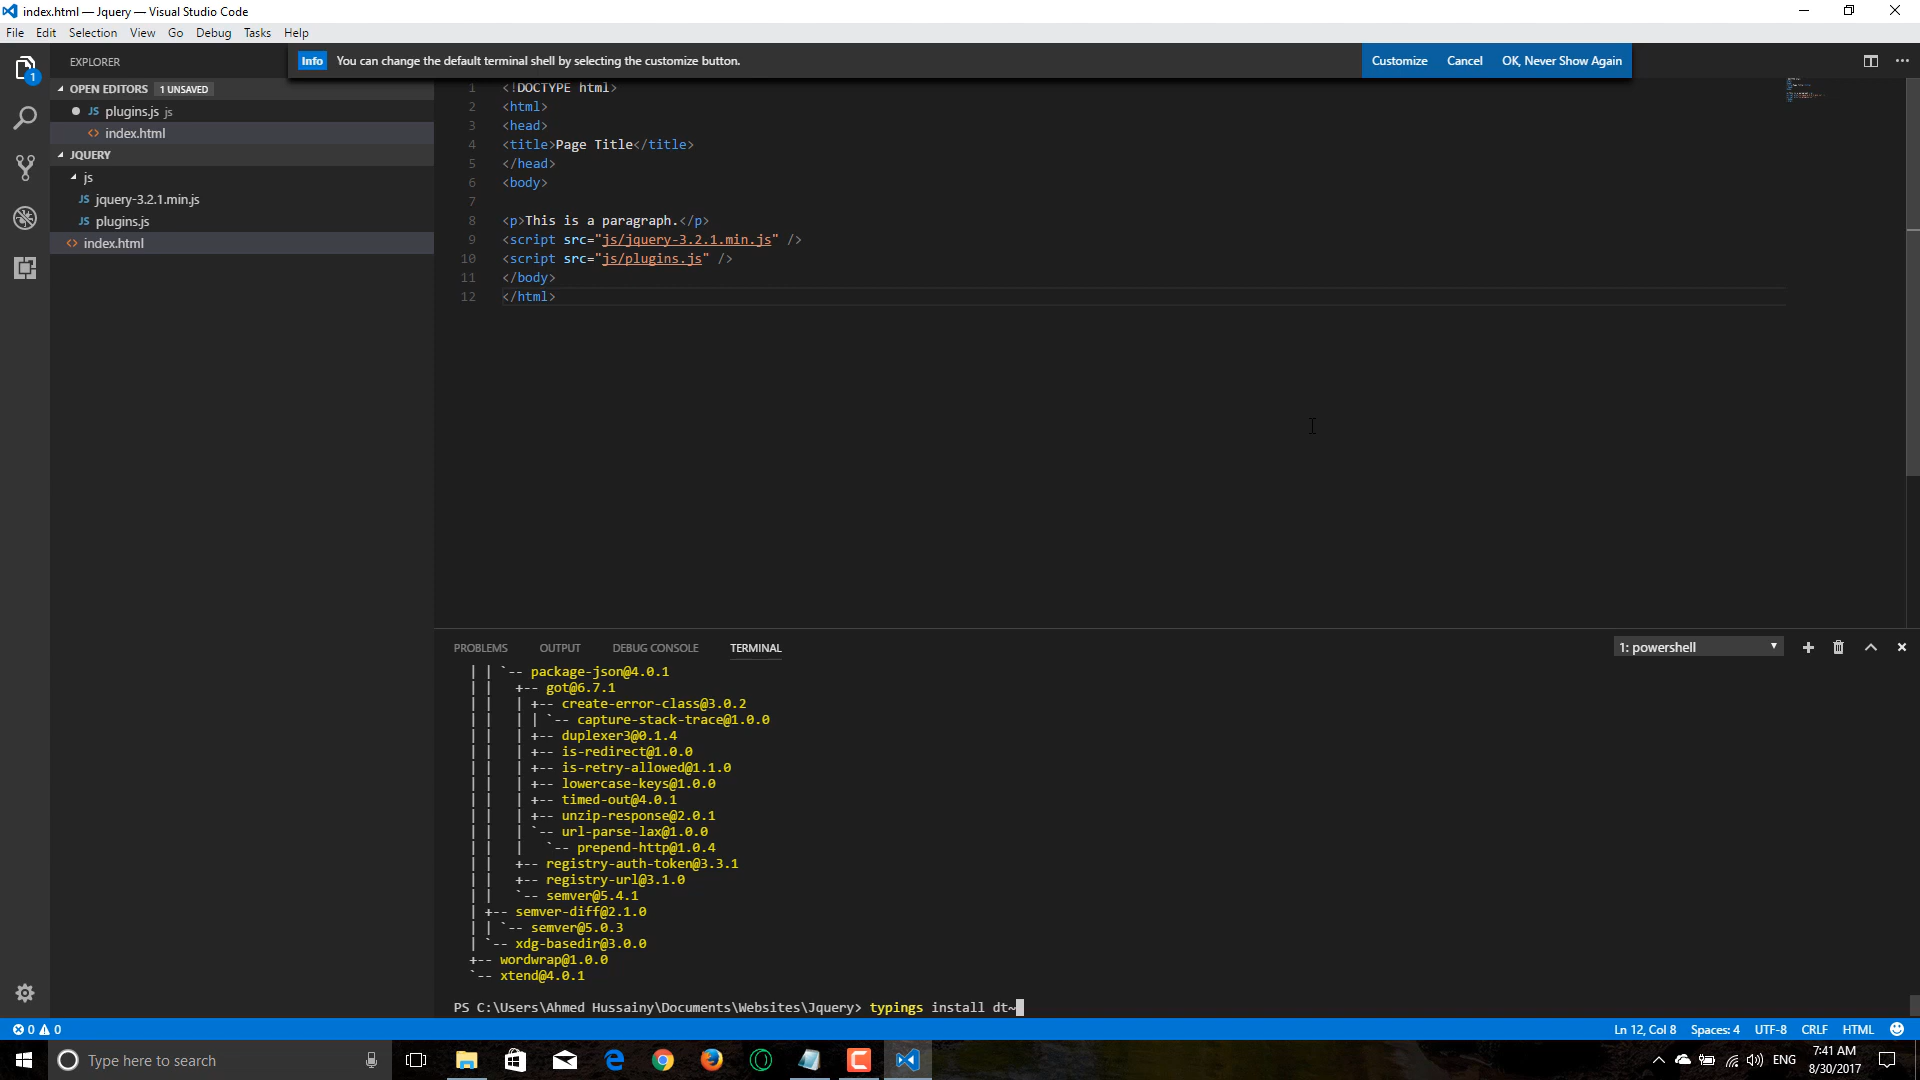 index.html — Jquery — Visual Studio Code
File Edit Selection View Go Debug Tasks Help
EXPLORER
Info You can change the default terminal shell by selecting the customize button.
Customize Cancel OK, Never Show Again
OPEN EDITORS 1 UNSAVED
JS plugins.js js
<> index.html
JQUERY
js
JS jquery-3.2.1.min.js
JS plugins.js
<> index.html
1 <!DOCTYPE html>
2 <html>
3 <head>
4 <title>Page Title</title>
5 </head>
6 <body>
7
8 <p>This is a paragraph.</p>
9 <script src="js/jquery-3.2.1.min.js" />
10 <script src="js/plugins.js" />
11 </body>
12 </html>
PROBLEMS OUTPUT DEBUG CONSOLE TERMINAL
1: powershell
| | `-- package-json@4.0.1
| |   +-- got@6.7.1
| |   | +-- create-error-class@3.0.2
| |   | | `-- capture-stack-trace@1.0.0
| |   | +-- duplexer3@0.1.4
| |   | +-- is-redirect@1.0.0
| |   | +-- is-retry-allowed@1.1.0
| |   | +-- lowercase-keys@1.0.0
| |   | +-- timed-out@4.0.1
| |   | +-- unzip-response@2.0.1
| |   | `-- url-parse-lax@1.0.0
| |   |   `-- prepend-http@1.0.4
| |   +-- registry-auth-token@3.3.1
| |   +-- registry-url@3.1.0
| |   `-- semver@5.4.1
| +-- semver-diff@2.1.0
| | `-- semver@5.0.3
| `-- xdg-basedir@3.0.0
+-- wordwrap@1.0.0
`-- xtend@4.0.1
PS C:\Users\Ahmed Hussainy\Documents\Websites\Jquery> typings install dt~
0 0
Ln 12, Col 8 Spaces: 4 UTF-8 CRLF HTML
Type here to search
ENG
7:41 AM
8/30/2017